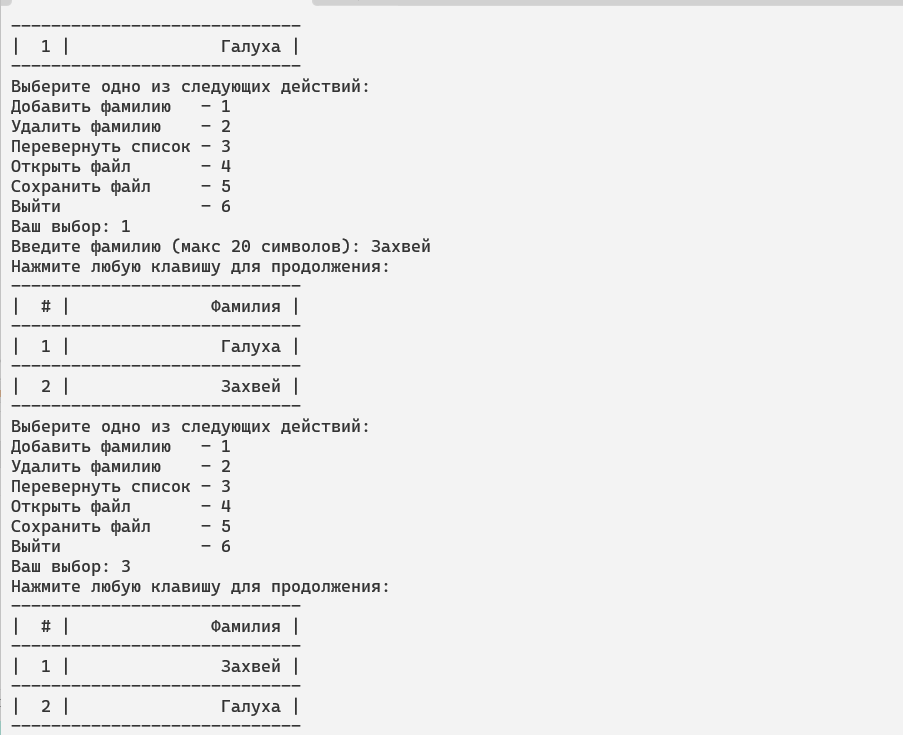 -----------------------------
|  1 |               Галуха |
-----------------------------
Выберите одно из следующих действий:
Добавить фамилию   - 1
Удалить фамилию    - 2
Перевернуть список - 3
Открыть файл       - 4
Сохранить файл     - 5
Выйти              - 6
Ваш выбор: 1
Введите фамилию (макс 20 символов): Захвей
Нажмите любую клавишу для продолжения:
-----------------------------
|  # |              Фамилия |
-----------------------------
|  1 |               Галуха |
-----------------------------
|  2 |               Захвей |
-----------------------------
Выберите одно из следующих действий:
Добавить фамилию   - 1
Удалить фамилию    - 2
Перевернуть список - 3
Открыть файл       - 4
Сохранить файл     - 5
Выйти              - 6
Ваш выбор: 3
Нажмите любую клавишу для продолжения:
-----------------------------
|  # |              Фамилия |
-----------------------------
|  1 |               Захвей |
-----------------------------
|  2 |               Галуха |
-----------------------------